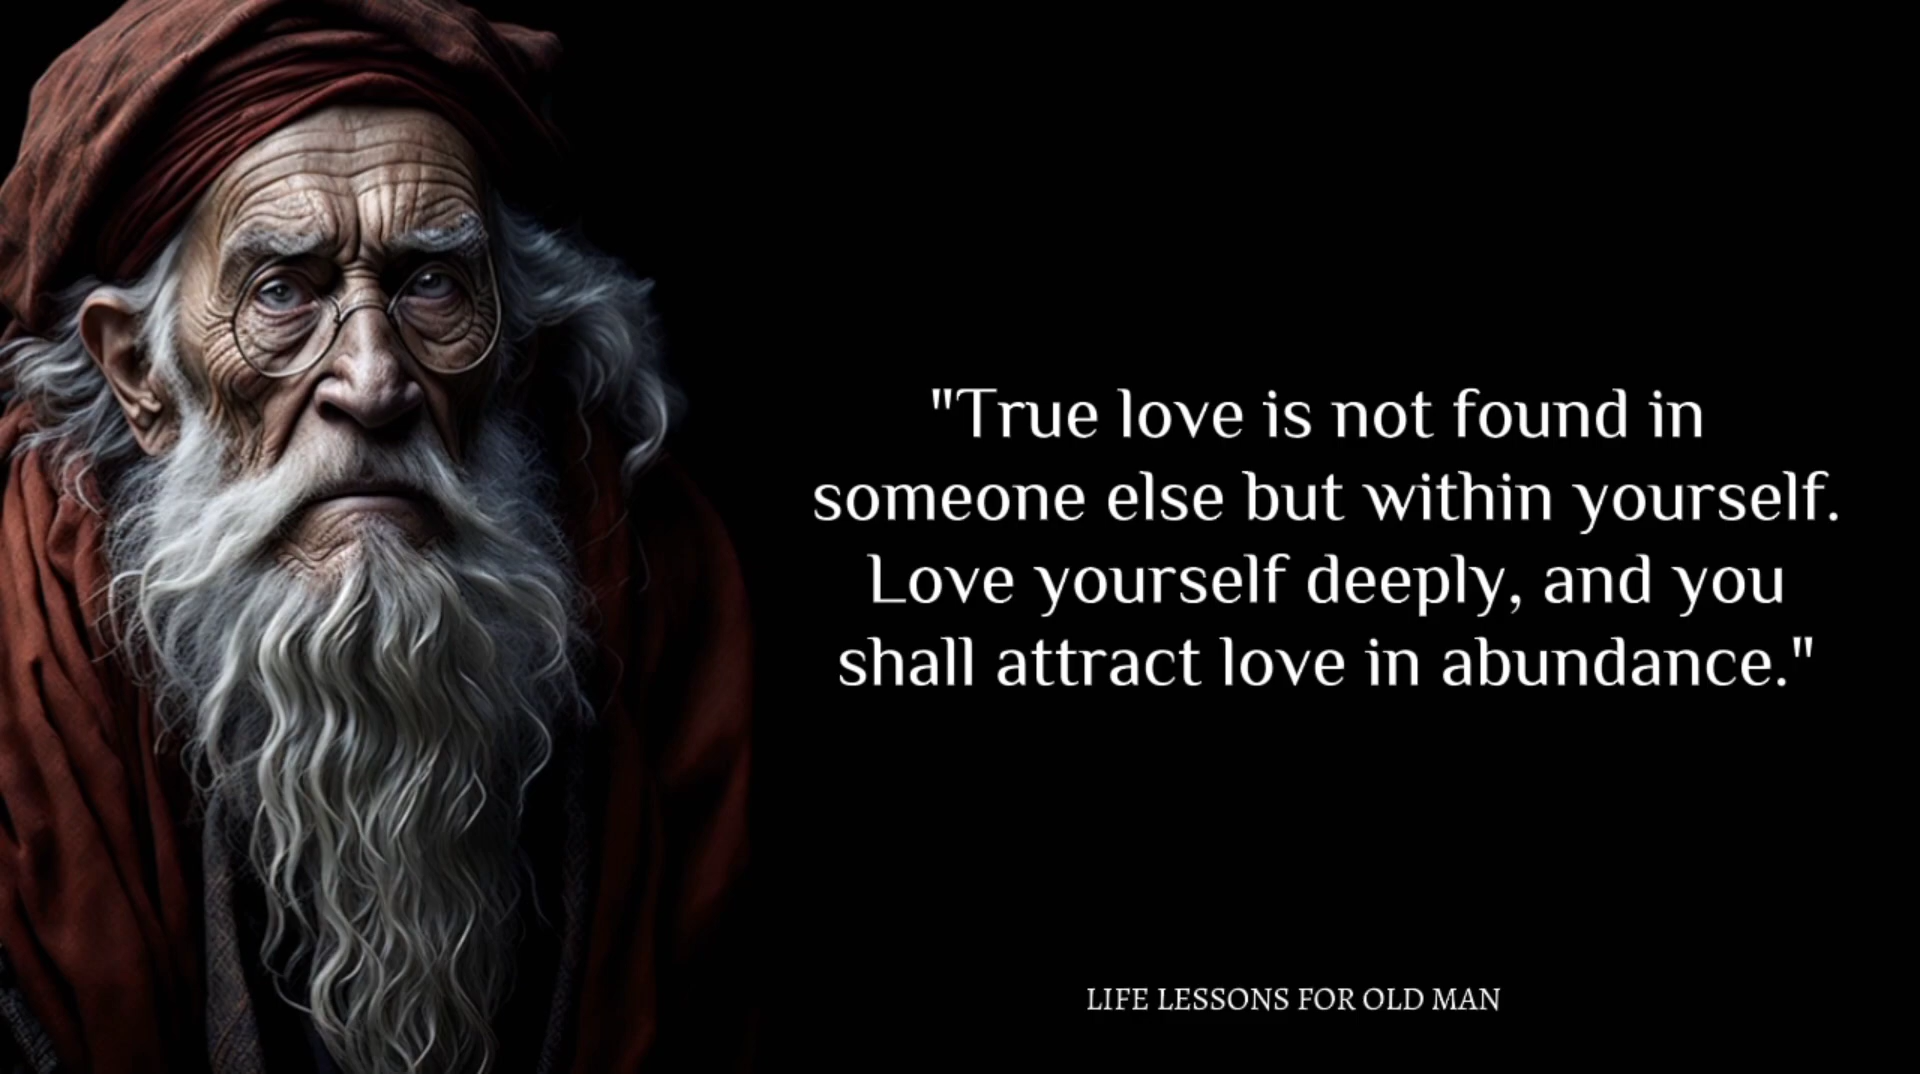 "True love is not found in
someone else but within yourself.
Love yourself deeply, and you
shall attract love in abundance."
LIFE LESSONS FOR OLD MAN